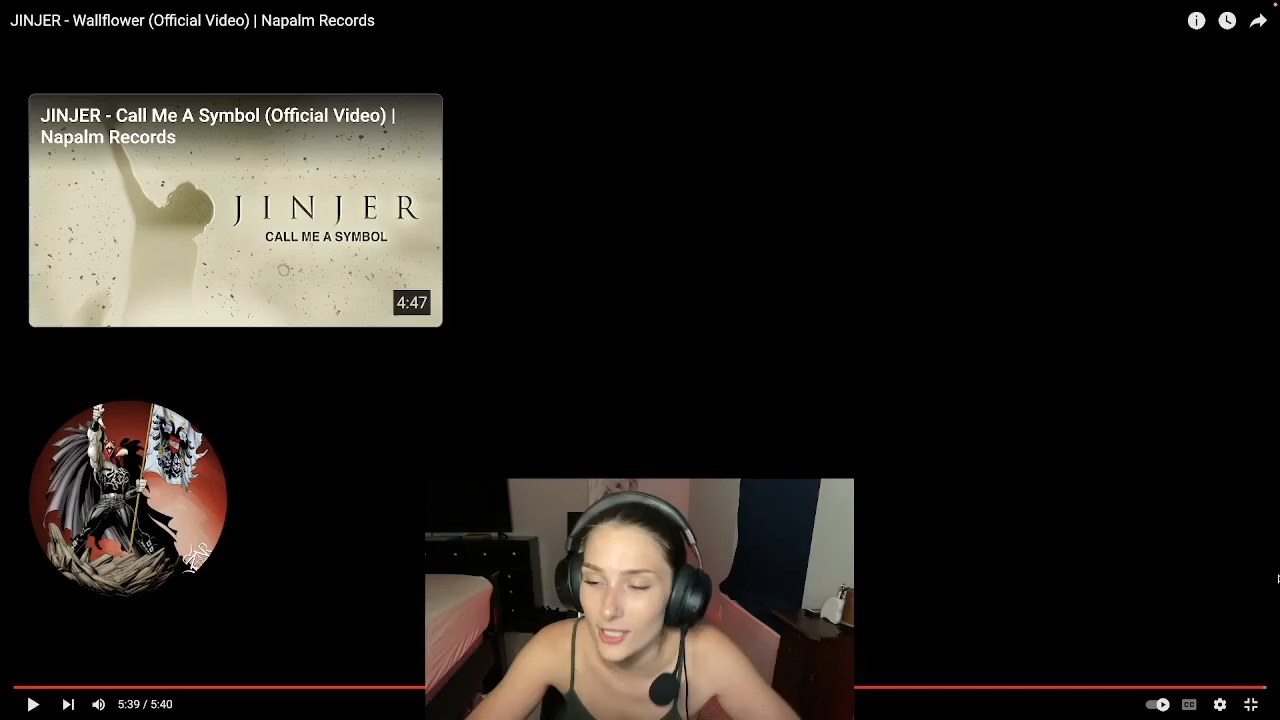 JINJER - Wallflower (Official Video) | Napalm Records
JINJER - Call Me A Symbol (Official Video) |
Napalm Records
JINJER
CALL ME A SYMBOL
4:47
5:39 / 5:40
CC